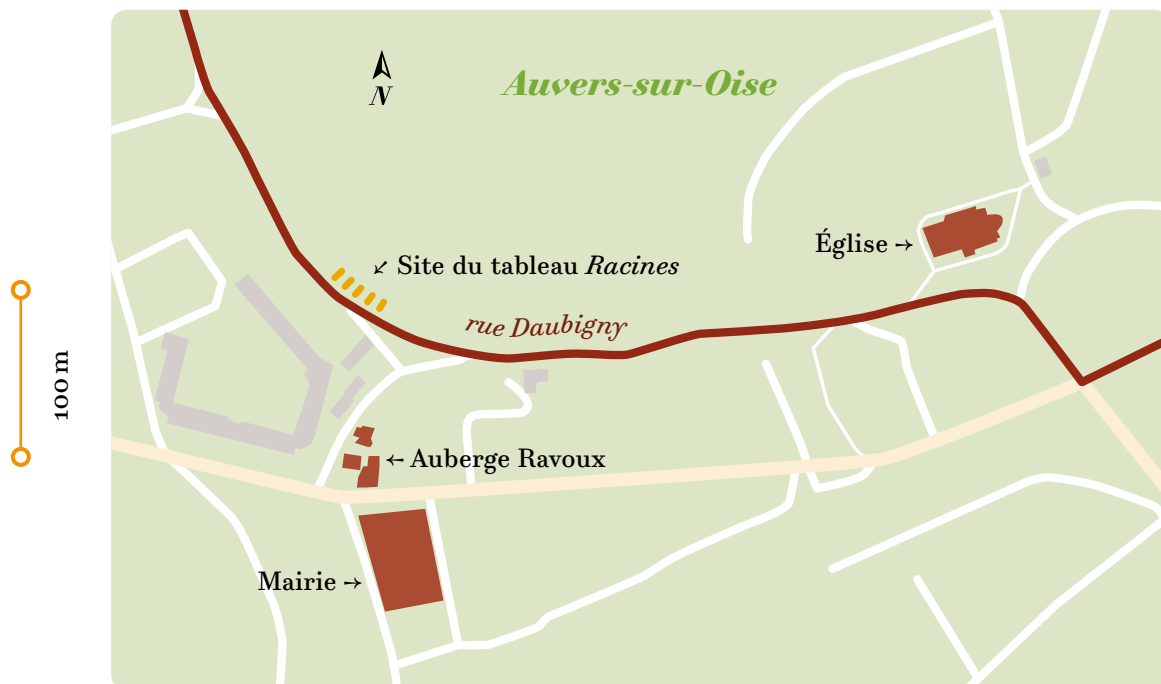 Auvers-sur-Oise
N
Église →
↙ Site du tableau Racines
rue Daubigny
100 m
← Auberge Ravoux
Mairie →